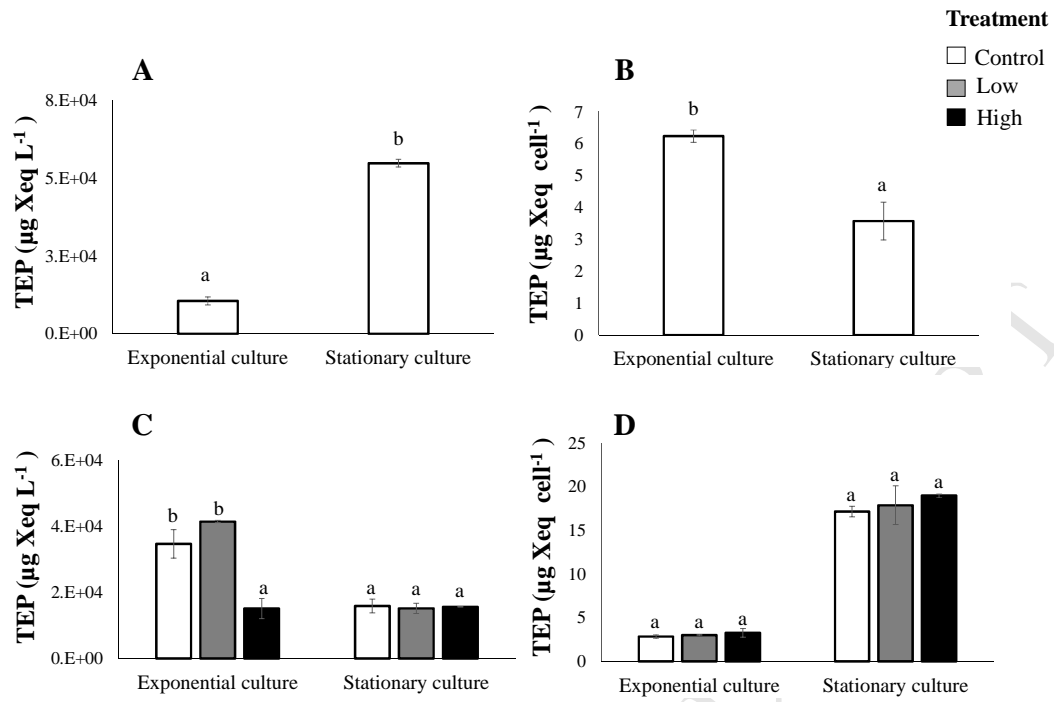 Treatment
Control
Low
High
A
8.E+04
5.E+04
3.E+04
0.E+00
TEP (µg Xeq L-1 )
a
b
Exponential culture
Stationary culture
B
7
6
5
4
3
2
1
0
TEP (µg Xeq cell-1 )
b
a
Exponential culture
Stationary culture
C
6.E+04
4.E+04
2.E+04
0.E+00
TEP (µg Xeq L-1 )
b
b
a
a
a
a
Exponential culture
Stationary culture
D
25
20
15
10
5
0
TEP (µg Xeq cell-1 )
a
a
a
a
a
a
Exponential culture
Stationary culture